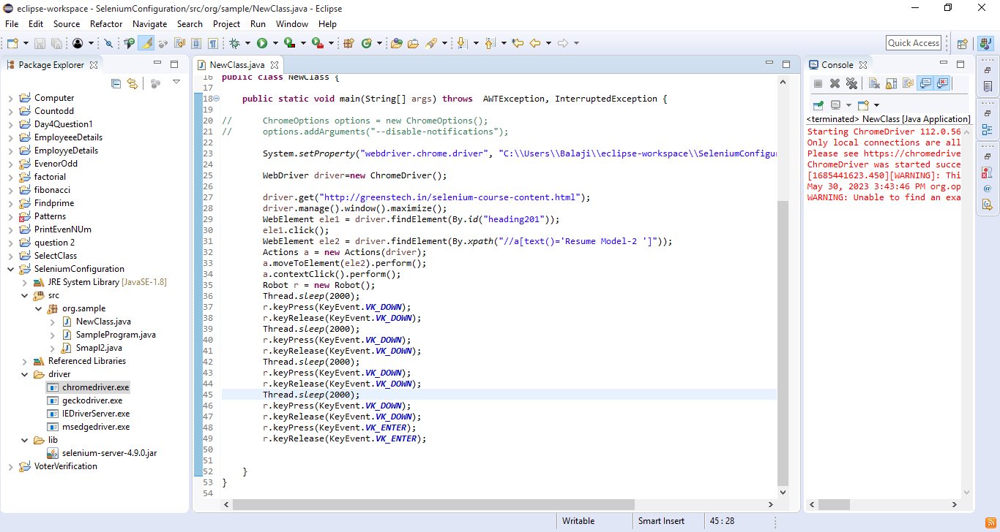 eclipse-workspace - SeleniumConfiguration/src/org/sample/NewClass.java - Eclipse
File Edit Source Refactor Navigate Search Project Run Window Help
Quick Access
Package Explorer
Computer
Countodd
Day4Question1
EmployeeeDetails
EmployyeDetails
EvenorOdd
factorial
fibonacci
Findprime
Patterns
PrintEvenNUm
question 2
SelectClass
SeleniumConfiguration
JRE System Library [JavaSE-1.8]
src
org.sample
NewClass.java
SampleProgram.java
Smapl2.java
Referenced Libraries
driver
chromedriver.exe
geckodriver.exe
IEDriverServer.exe
msedgedriver.exe
lib
selenium-server-4.9.0.jar
VoterVerification
NewClass.java
16 public class NewClass {
17
18 public static void main(String[] args) throws  AWTException, InterruptedException {
19
20 //      ChromeOptions options = new ChromeOptions();
21 //      options.addArguments("--disable-notifications");
22
23 System.setProperty("webdriver.chrome.driver", "C:\\Users\\Balaji\\eclipse-workspace\\SeleniumConfigur
24
25 WebDriver driver=new ChromeDriver();
26
27 driver.get("http://greenstech.in/selenium-course-content.html");
28 driver.manage().window().maximize();
29 WebElement ele1 = driver.findElement(By.id("heading201"));
30 ele1.click();
31 WebElement ele2 = driver.findElement(By.xpath("//a[text()='Resume Model-2 ']"));
32 Actions a = new Actions(driver);
33 a.moveToElement(ele2).perform();
34 a.contextClick().perform();
35 Robot r = new Robot();
36 Thread.sleep(2000);
37 r.keyPress(KeyEvent.VK_DOWN);
38 r.keyRelease(KeyEvent.VK_DOWN);
39 Thread.sleep(2000);
40 r.keyPress(KeyEvent.VK_DOWN);
41 r.keyRelease(KeyEvent.VK_DOWN);
42 Thread.sleep(2000);
43 r.keyPress(KeyEvent.VK_DOWN);
44 r.keyRelease(KeyEvent.VK_DOWN);
45 Thread.sleep(2000);
46 r.keyPress(KeyEvent.VK_DOWN);
47 r.keyRelease(KeyEvent.VK_DOWN);
48 r.keyPress(KeyEvent.VK_ENTER);
49 r.keyRelease(KeyEvent.VK_ENTER);
50
51
52 }
53 }
54
Console
<terminated> NewClass [Java Application]
Starting ChromeDriver 112.0.56
Only local connections are all
Please see https://chromedrive
ChromeDriver was started succe
[1685441623.450][WARNING]: Thi
May 30, 2023 3:43:46 PM org.op
WARNING: Unable to find an exa
Writable
Smart Insert
45 : 28